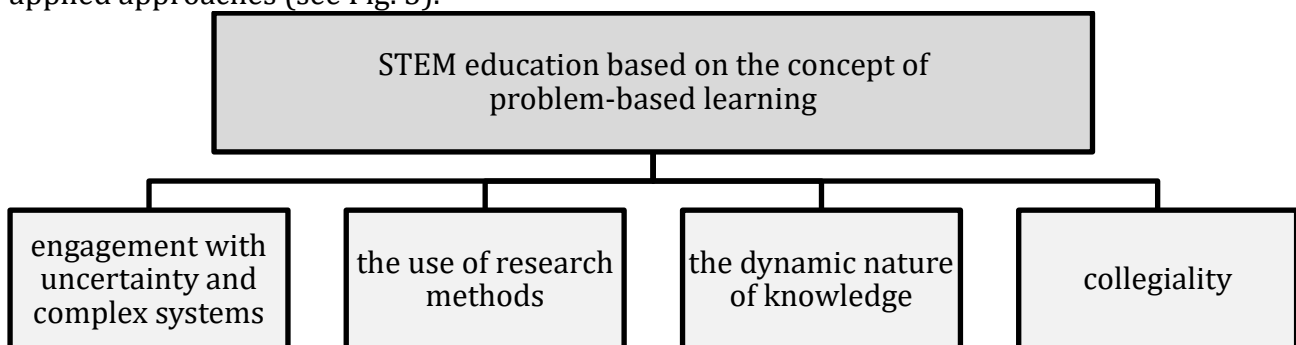 applied approaches (see Fig. 3).
STEM education based on the concept of
problem-based learning
engagement with
uncertainty and
complex systems
the use of research
methods
the dynamic nature
of knowledge
collegiality